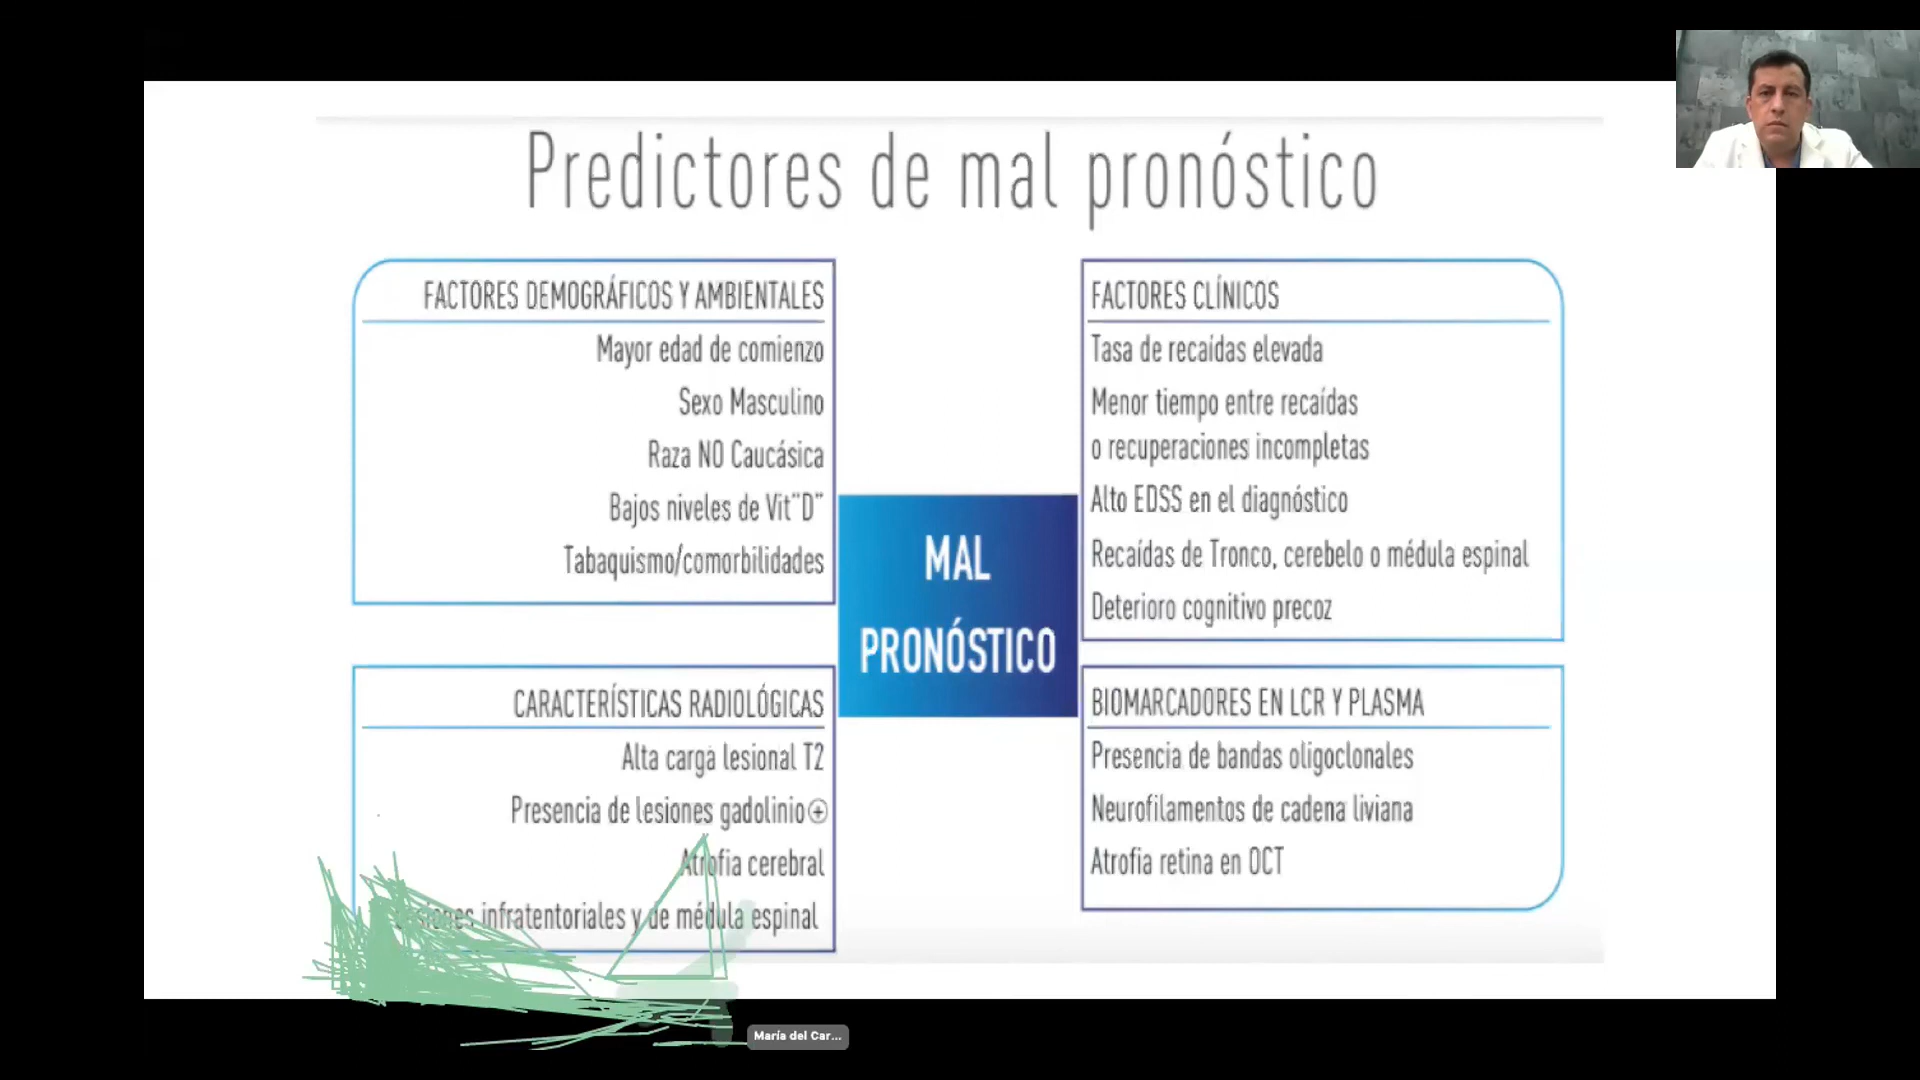 Predictores de mal pronóstico
FACTORES DEMOGRÁFICOS Y AMBIENTALES
Mayor edad de comienzo
Sexo Masculino
Raza NO Caucásica
Bajos niveles de Vit¨D¨
Tabaquismo/comorbilidades
FACTORES CLÍNICOS
Tasa de recaídas elevada
Menor tiempo entre recaídas
o recuperaciones incompletas
Alto EDSS en el diagnóstico
Recaídas de Tronco, cerebelo o médula espinal
Deterioro cognitivo precoz
MAL
PRONÓSTICO
CARACTERÍSTICAS RADIOLÓGICAS
Alta carga lesional T2
Presencia de lesiones gadolinio⊕
Atrofia cerebral
infratentoriales y de médula espinal
BIOMARCADORES EN LCR Y PLASMA
Presencia de bandas oligoclonales
Neurofilamentos de cadena liviana
Atrofia retina en OCT
María del Car...